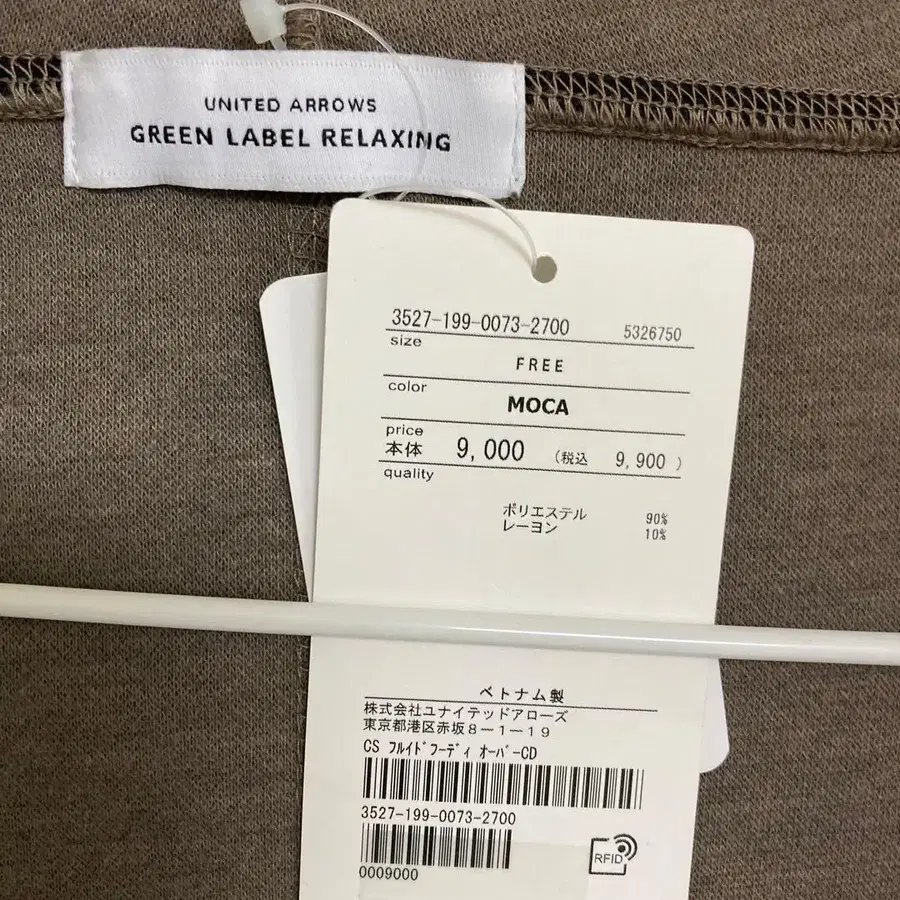 UNITED ARROWS
GREEN LABEL RELAXING
3527-199-0073-2700 5326750
size
FREE
color
MOCA
price
本体 9,000 (税込 9,900 )
quality
ポリエステル 90%
レーヨン 10%
ベトナム製
株式会社ユナイテッドアローズ
東京都港区赤坂8-1-19
CS フルイドフーディ オーバーCD
3527-199-0073-2700
0009000
RFID